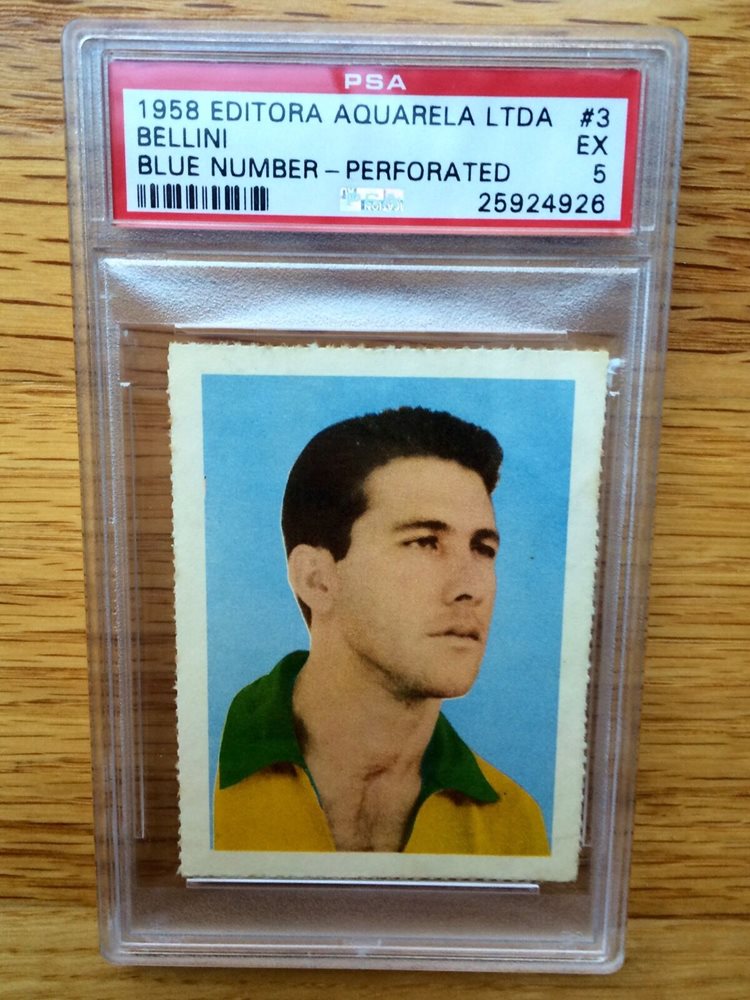 PSA
1958 EDITORA AQUARELA LTDA #3
BELLINI EX
BLUE NUMBER – PERFORATED 5
25924926